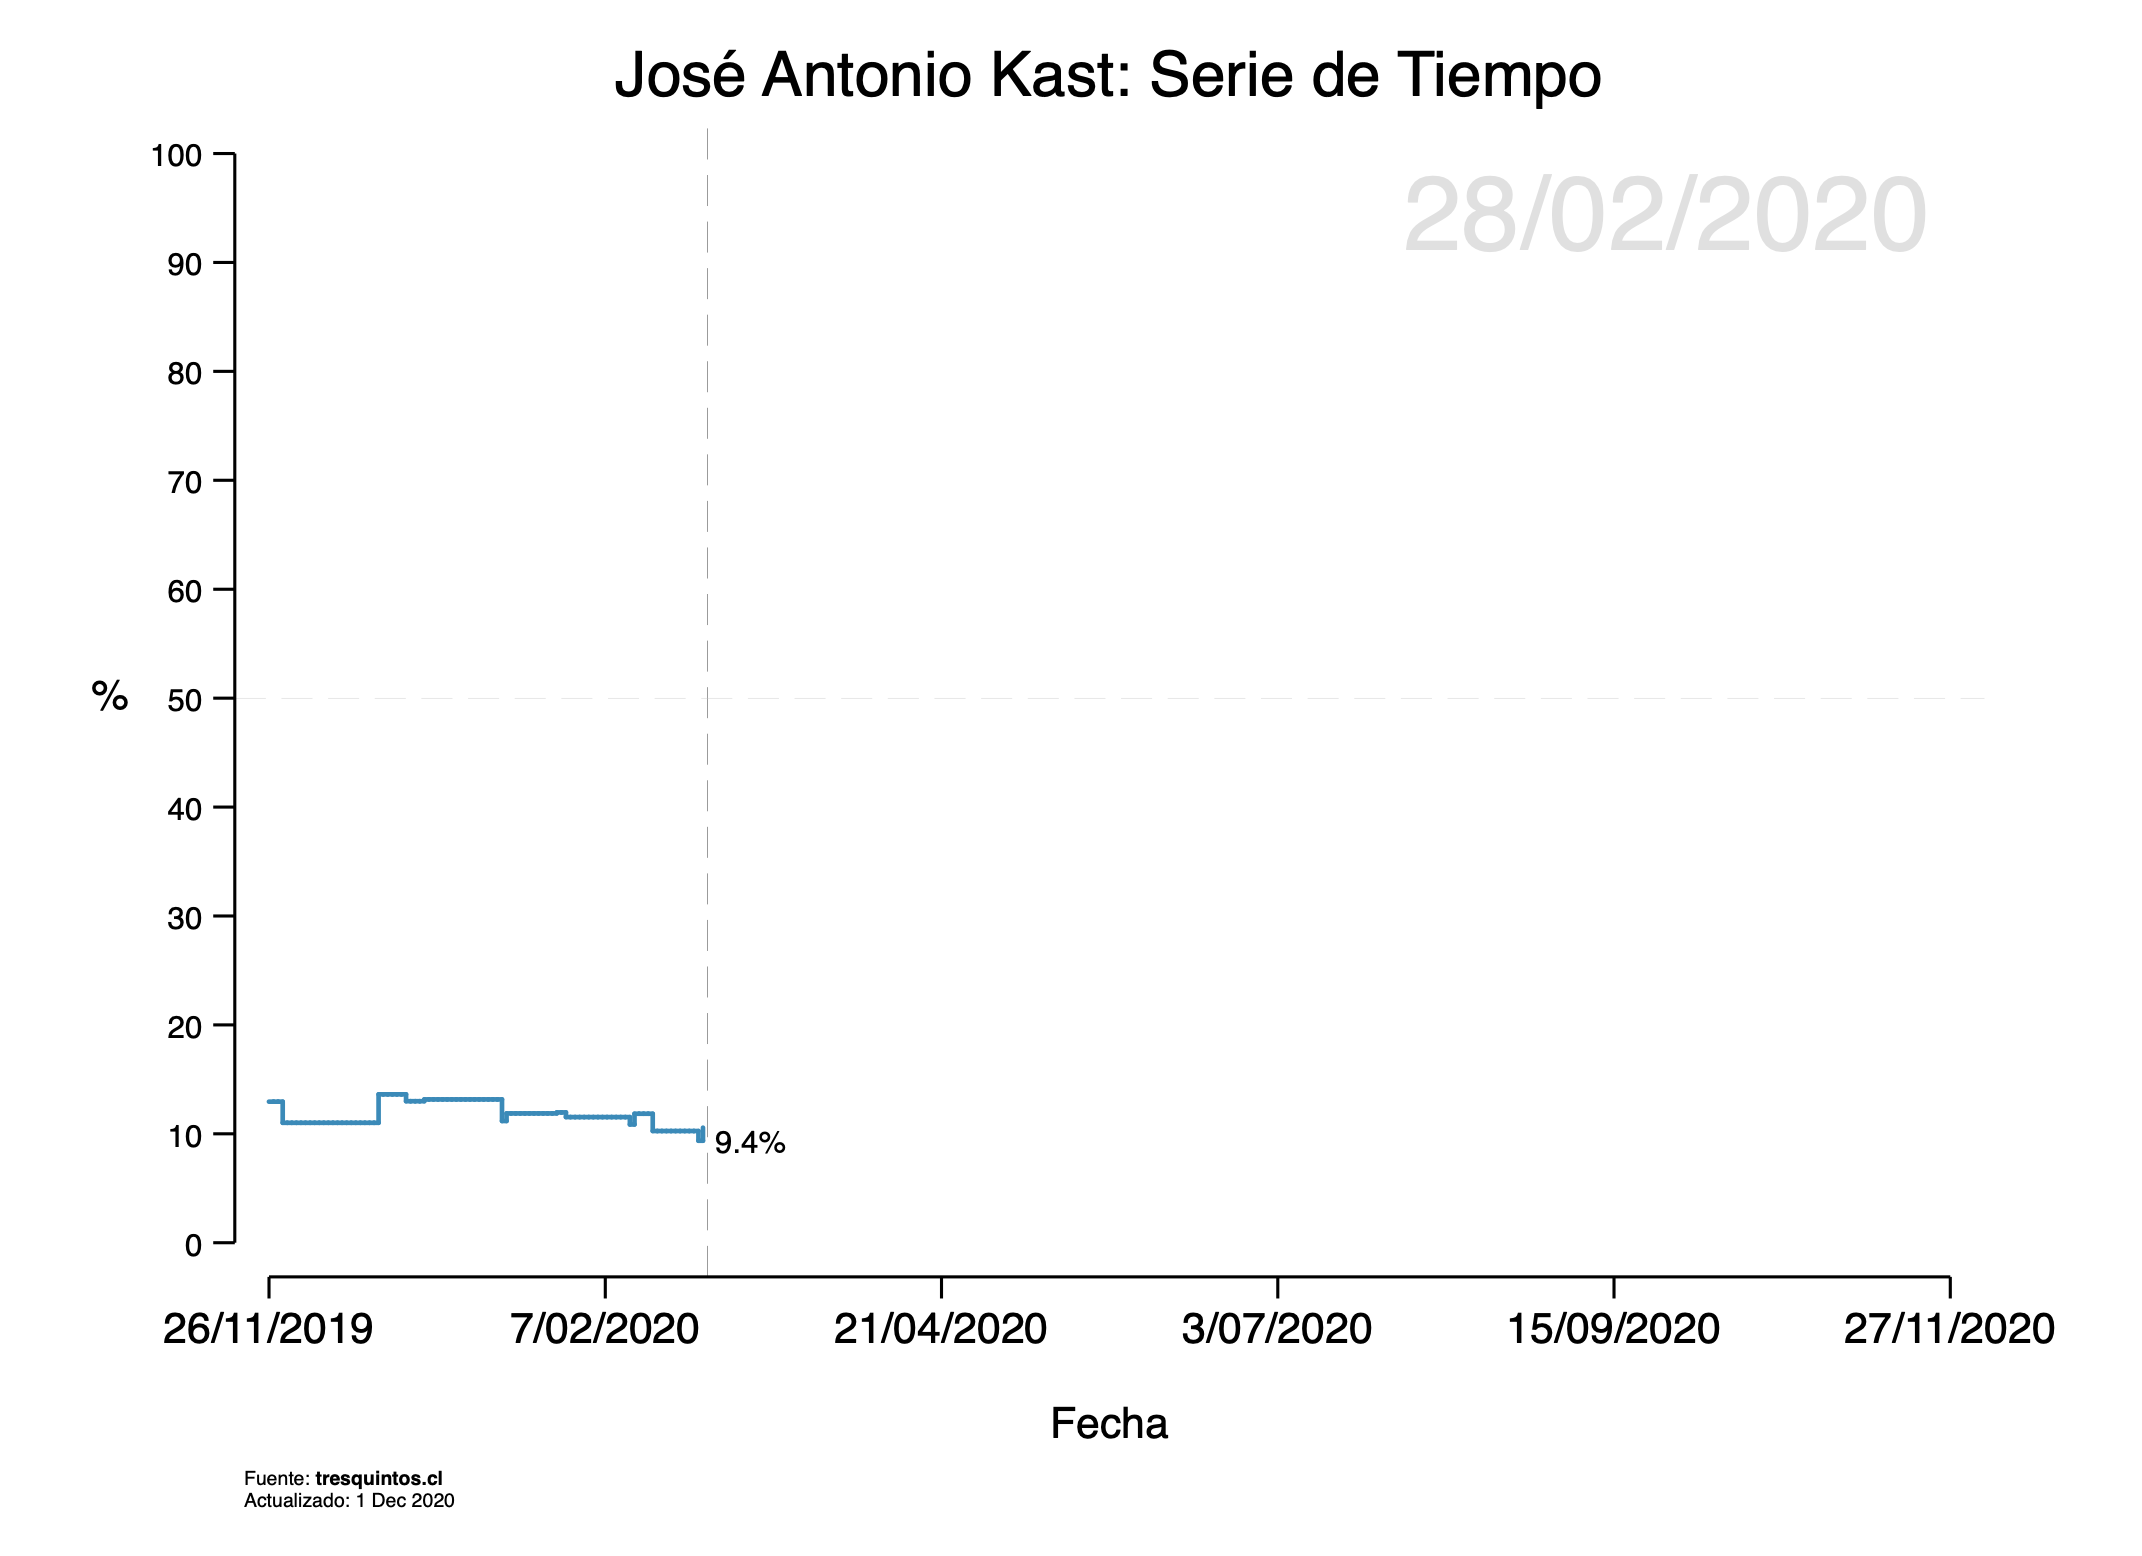 José Antonio Kast: Serie de Tiempo
28/02/2020
100
90
80
70
60
50
40
30
20
10
0
%
9.4%
26/11/2019 7/02/2020 21/04/2020 3/07/2020 15/09/2020 27/11/2020
Fecha
Fuente: tresquintos.cl
Actualizado: 1 Dec 2020